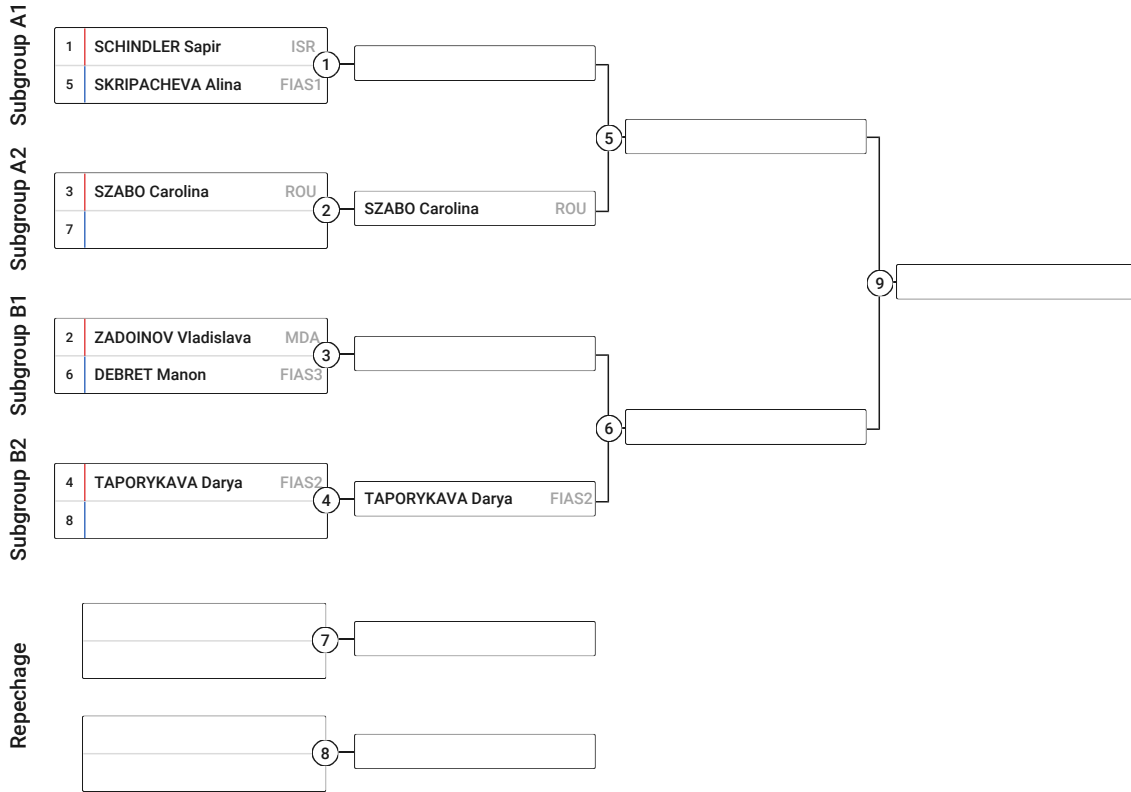 Subgroup A1
1 SCHINDLER Sapir ISR
5 SKRIPACHEVA Alina FIAS1
1
5
Subgroup A2
3 SZABO Carolina ROU
7
2
SZABO Carolina ROU
9
Subgroup B1
2 ZADOINOV Vladislava MDA
6 DEBRET Manon FIAS3
3
6
Subgroup B2
4 TAPORYKAVA Darya FIAS2
8
4
TAPORYKAVA Darya FIAS2
Repechage
7
8